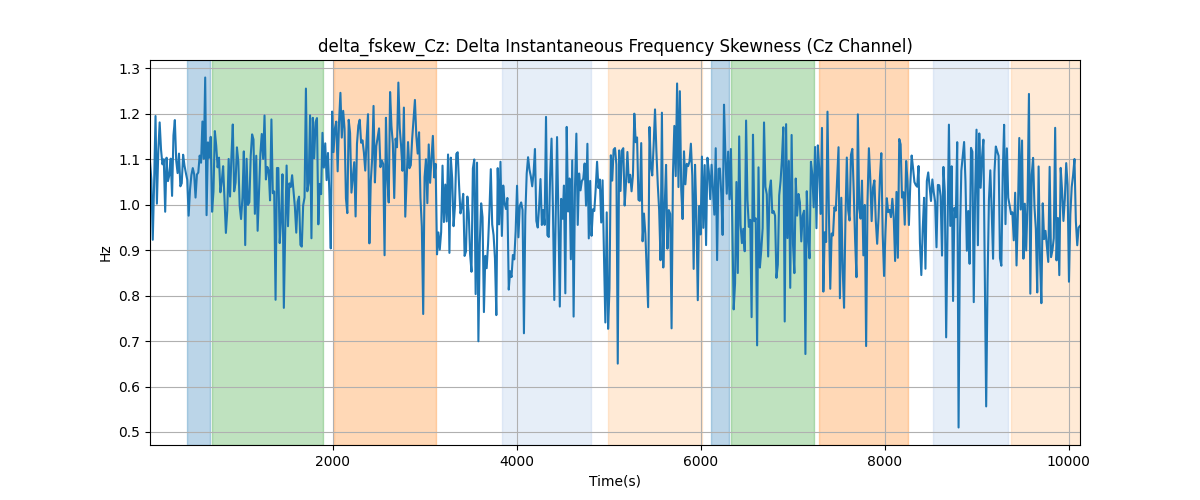 delta_fskew_Cz: Delta Instantaneous Frequency Skewness (Cz Channel)
1.3
1.2
1.1
1.0
0.9
0.8
0.7
0.6
0.5
Hz
2000 4000 6000 8000 10000
Time(s)